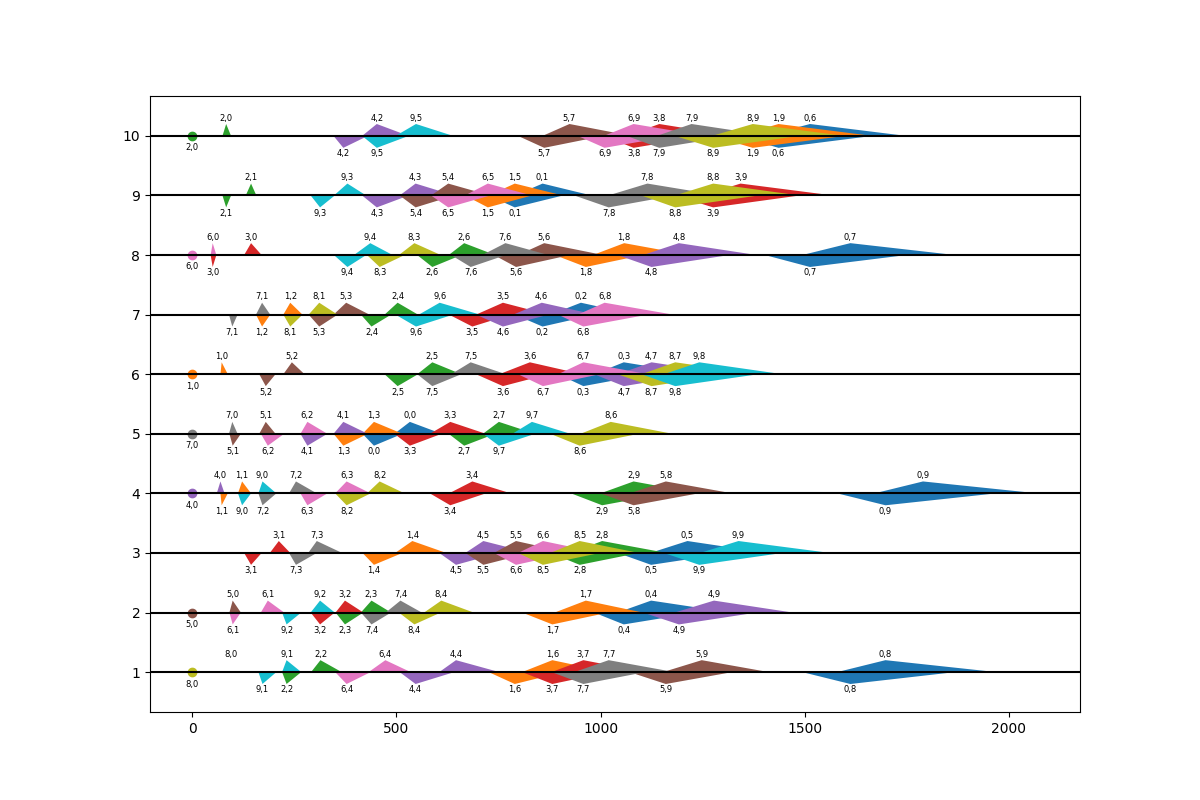 2,0 4,2 9,5 5,7 6,9 3,8 7,9 8,9 1,9 0,6
10
2,0 4,2 9,5 5,7 6,9 3,8 7,9 8,9 1,9 0,6
2,1 9,3 4,3 5,4 6,5 1,5 0,1 7,8 8,8 3,9
9
2,1 9,3 4,3 5,4 6,5 1,5 0,1 7,8 8,8 3,9
6,0 3,0 9,4 8,3 2,6 7,6 5,6 1,8 4,8 0,7
8
6,0 3,0 9,4 8,3 2,6 7,6 5,6 1,8 4,8 0,7
7,1 1,2 8,1 5,3 2,4 9,6 3,5 4,6 0,2 6,8
7
7,1 1,2 8,1 5,3 2,4 9,6 3,5 4,6 0,2 6,8
1,0 5,2 2,5 7,5 3,6 6,7 0,3 4,7 8,7 9,8
6
1,0 5,2 2,5 7,5 3,6 6,7 0,3 4,7 8,7 9,8
7,0 5,1 6,2 4,1 1,3 0,0 3,3 2,7 9,7 8,6
5
7,0 5,1 6,2 4,1 1,3 0,0 3,3 2,7 9,7 8,6
4,0 1,1 9,0 7,2 6,3 8,2 3,4 2,9 5,8 0,9
4
4,0 1,1 9,0 7,2 6,3 8,2 3,4 2,9 5,8 0,9
3,1 7,3 1,4 4,5 5,5 6,6 8,5 2,8 0,5 9,9
3
3,1 7,3 1,4 4,5 5,5 6,6 8,5 2,8 0,5 9,9
5,0 6,1 9,2 3,2 2,3 7,4 8,4 1,7 0,4 4,9
2
5,0 6,1 9,2 3,2 2,3 7,4 8,4 1,7 0,4 4,9
8,0 9,1 2,2 6,4 4,4 1,6 3,7 7,7 5,9 0,8
1
8,0 9,1 2,2 6,4 4,4 1,6 3,7 7,7 5,9 0,8
0 500 1000 1500 2000